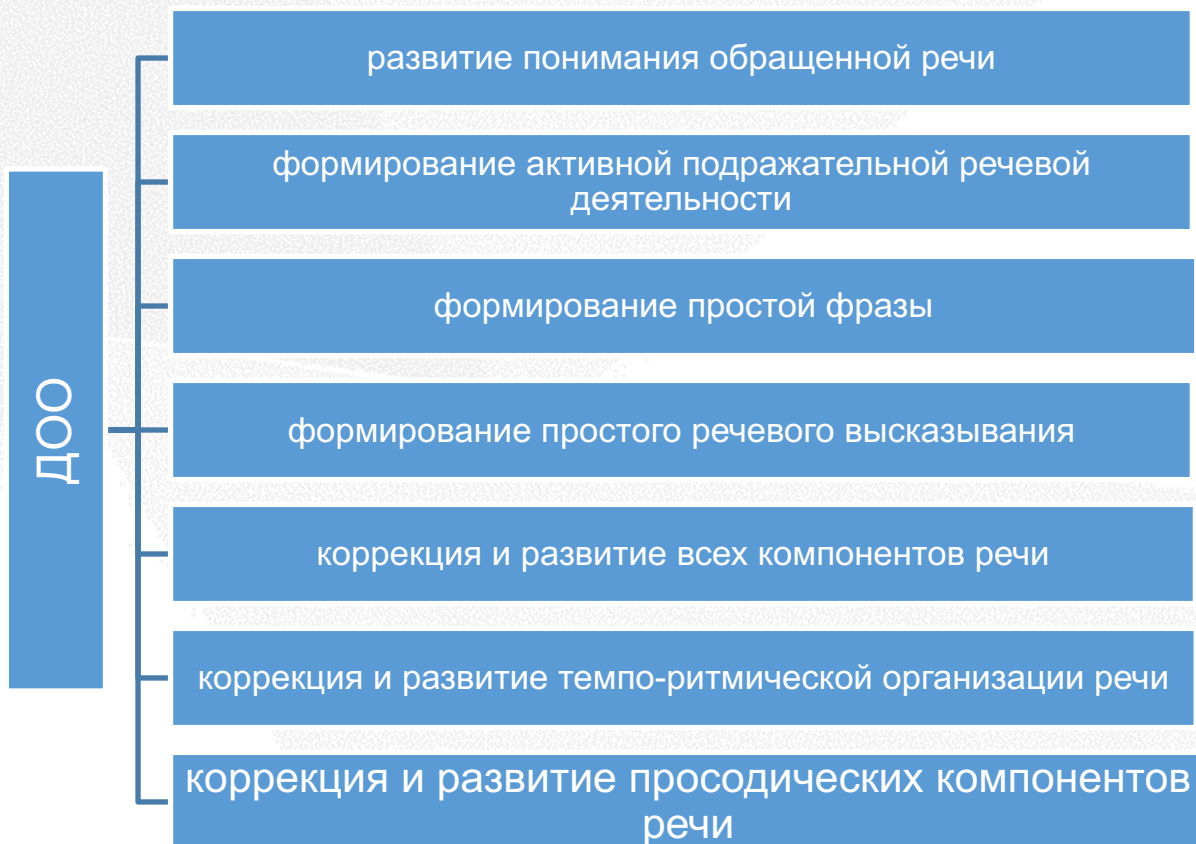 ДОО
развитие понимания обращенной речи
формирование активной подражательной речевой
деятельности
формирование простой фразы
формирование простого речевого высказывания
коррекция и развитие всех компонентов речи
коррекция и развитие темпо-ритмической организации речи
коррекция и развитие просодических компонентов
речи